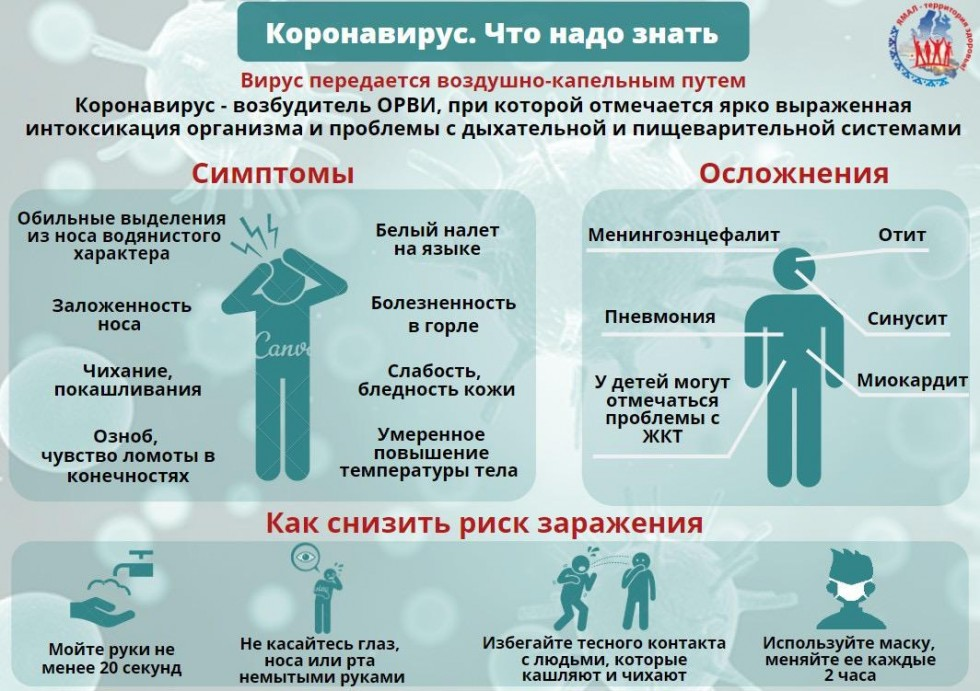 Коронавирус. Что надо знать
ЯМАЛ - территория здоровья!
Вирус передается воздушно-капельным путем
Коронавирус - возбудитель ОРВИ, при которой отмечается ярко выраженная
интоксикация организма и проблемы с дыхательной и пищеварительной системами
Симптомы
Обильные выделения
из носа водянистого
характера
Заложенность
носа
Чихание,
покашливания
Озноб,
чувство ломоты в
конечностях
Canv
Белый налет
на языке
Болезненность
в горле
Слабость,
бледность кожи
Умеренное
повышение
температуры тела
Осложнения
Менингоэнцефалит
Пневмония
У детей могут
отмечаться
проблемы с
ЖКТ
Отит
Синусит
Миокардит
Как снизить риск заражения
Мойте руки не
менее 20 секунд
Не касайтесь глаз,
носа или рта
немытыми руками
Избегайте тесного контакта
с людьми, которые
кашляют и чихают
Используйте маску,
меняйте ее каждые
2 часа